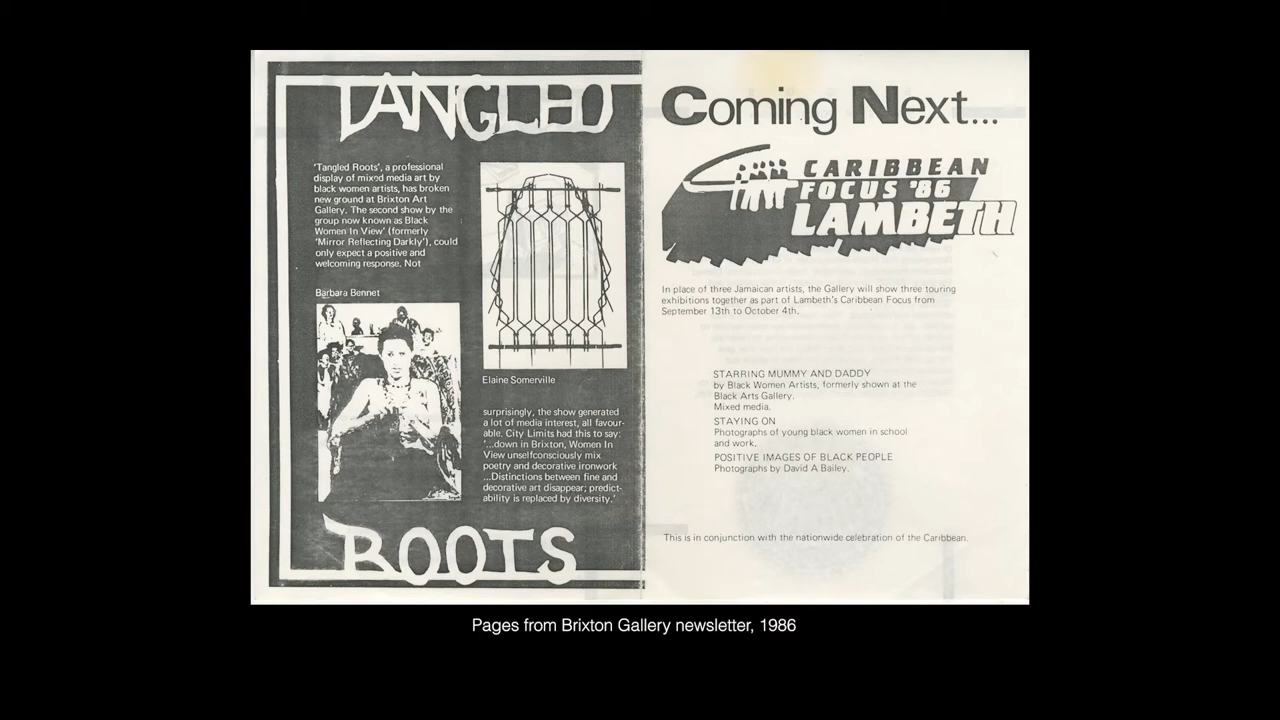 TANGLED
'Tangled Roots', a professional
display of mixed media art by
black women artists, has broken
new ground at Brixton Art
Gallery. The second show by the
group now known as Black
Women In View' (formerly
'Mirror Reflecting Darkly'), could
only expect a positive and
welcoming response. Not
Barbara Bennet
Elaine Somerville
surprisingly, the show generated
a lot of media interest, all favour-
able. City Limits had this to say:
'...down in Brixton, Women In
View unselfconsciously mix
poetry and decorative ironwork
...Distinctions between fine and
decorative art disappear; predict-
ability is replaced by diversity.'
ROOTS
Coming Next...
CARIBBEAN
FOCUS '86
LAMBETH
In place of three Jamaican artists, the Gallery will show three touring
exhibitions together as part of Lambeth's Caribbean Focus from
September 13th to October 4th.
STARRING MUMMY AND DADDY
by Black Women Artists, formerly shown at the
Black Arts Gallery.
Mixed media.
STAYING ON
Photographs of young black women in school
and work.
POSITIVE IMAGES OF BLACK PEOPLE
Photographs by David A Bailey.
This is in conjunction with the nationwide celebration of the Caribbean.
Pages from Brixton Gallery newsletter, 1986